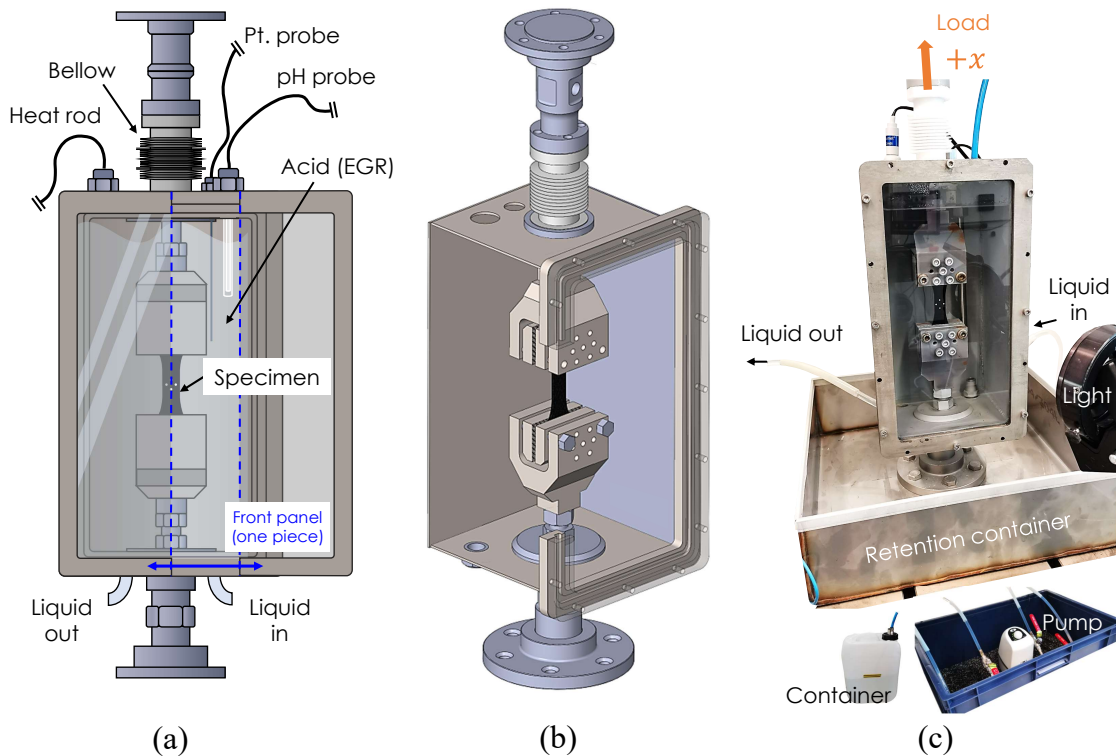 Pt. probe
Bellow
pH probe
Heat rod
Acid (EGR)
Specimen
Front panel
(one piece)
Liquid
out
Liquid
in
(a)
(b)
Load
+x
Liquid
in
Liquid out
Light
Retention container
Pump
Container
(c)